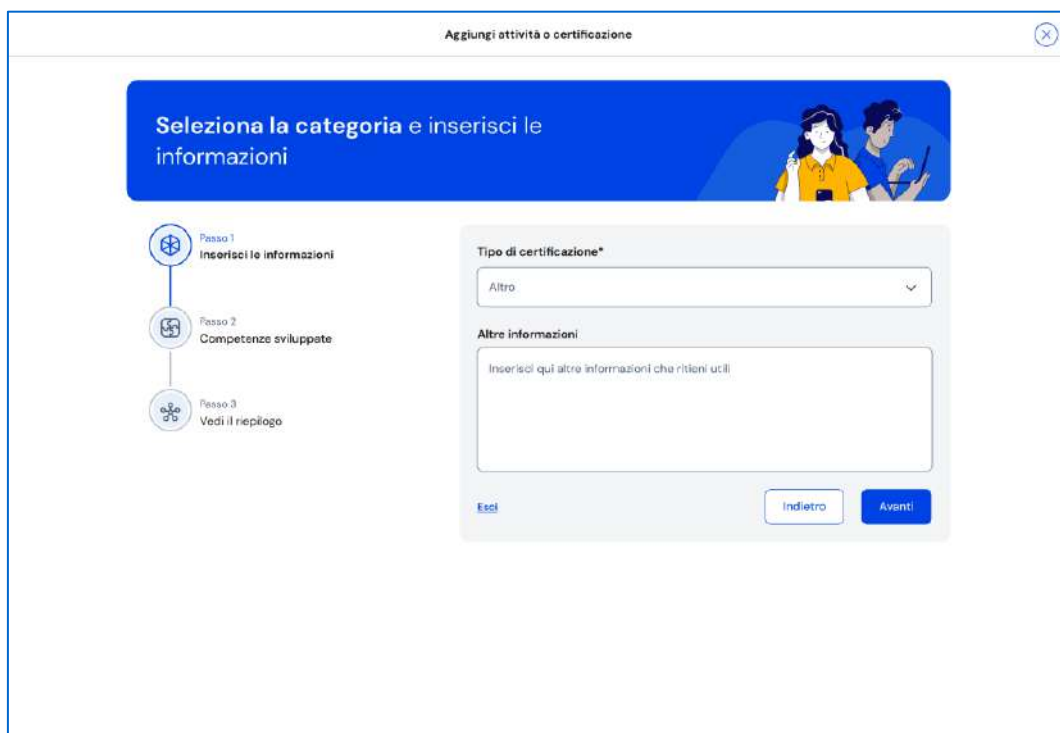 Aggiungi attività o certificazione
Seleziona la categoria e inserisci le
informazioni
Passo 1
Inserisci le informazioni
Passo 2
Competenze sviluppate
Passo 3
Vedi il riepilogo
Tipo di certificazione*
Altro
Altre informazioni
Inserisci qui altre informazioni che ritieni utili
Esci
Indietro
Avanti